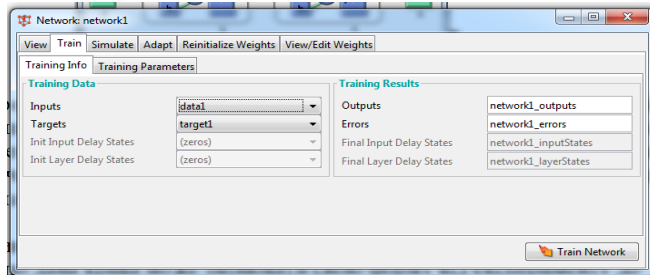 Network: network1
View Train Simulate Adapt Reinitialize Weights View/Edit Weights
Training Info Training Parameters
Training Data Training Results
Inputs data1 Outputs network1_outputs
Targets target1 Errors network1_errors
Init Input Delay States (zeros) Final Input Delay States network1_inputStates
Init Layer Delay States (zeros) Final Layer Delay States network1_layerStates
Train Network